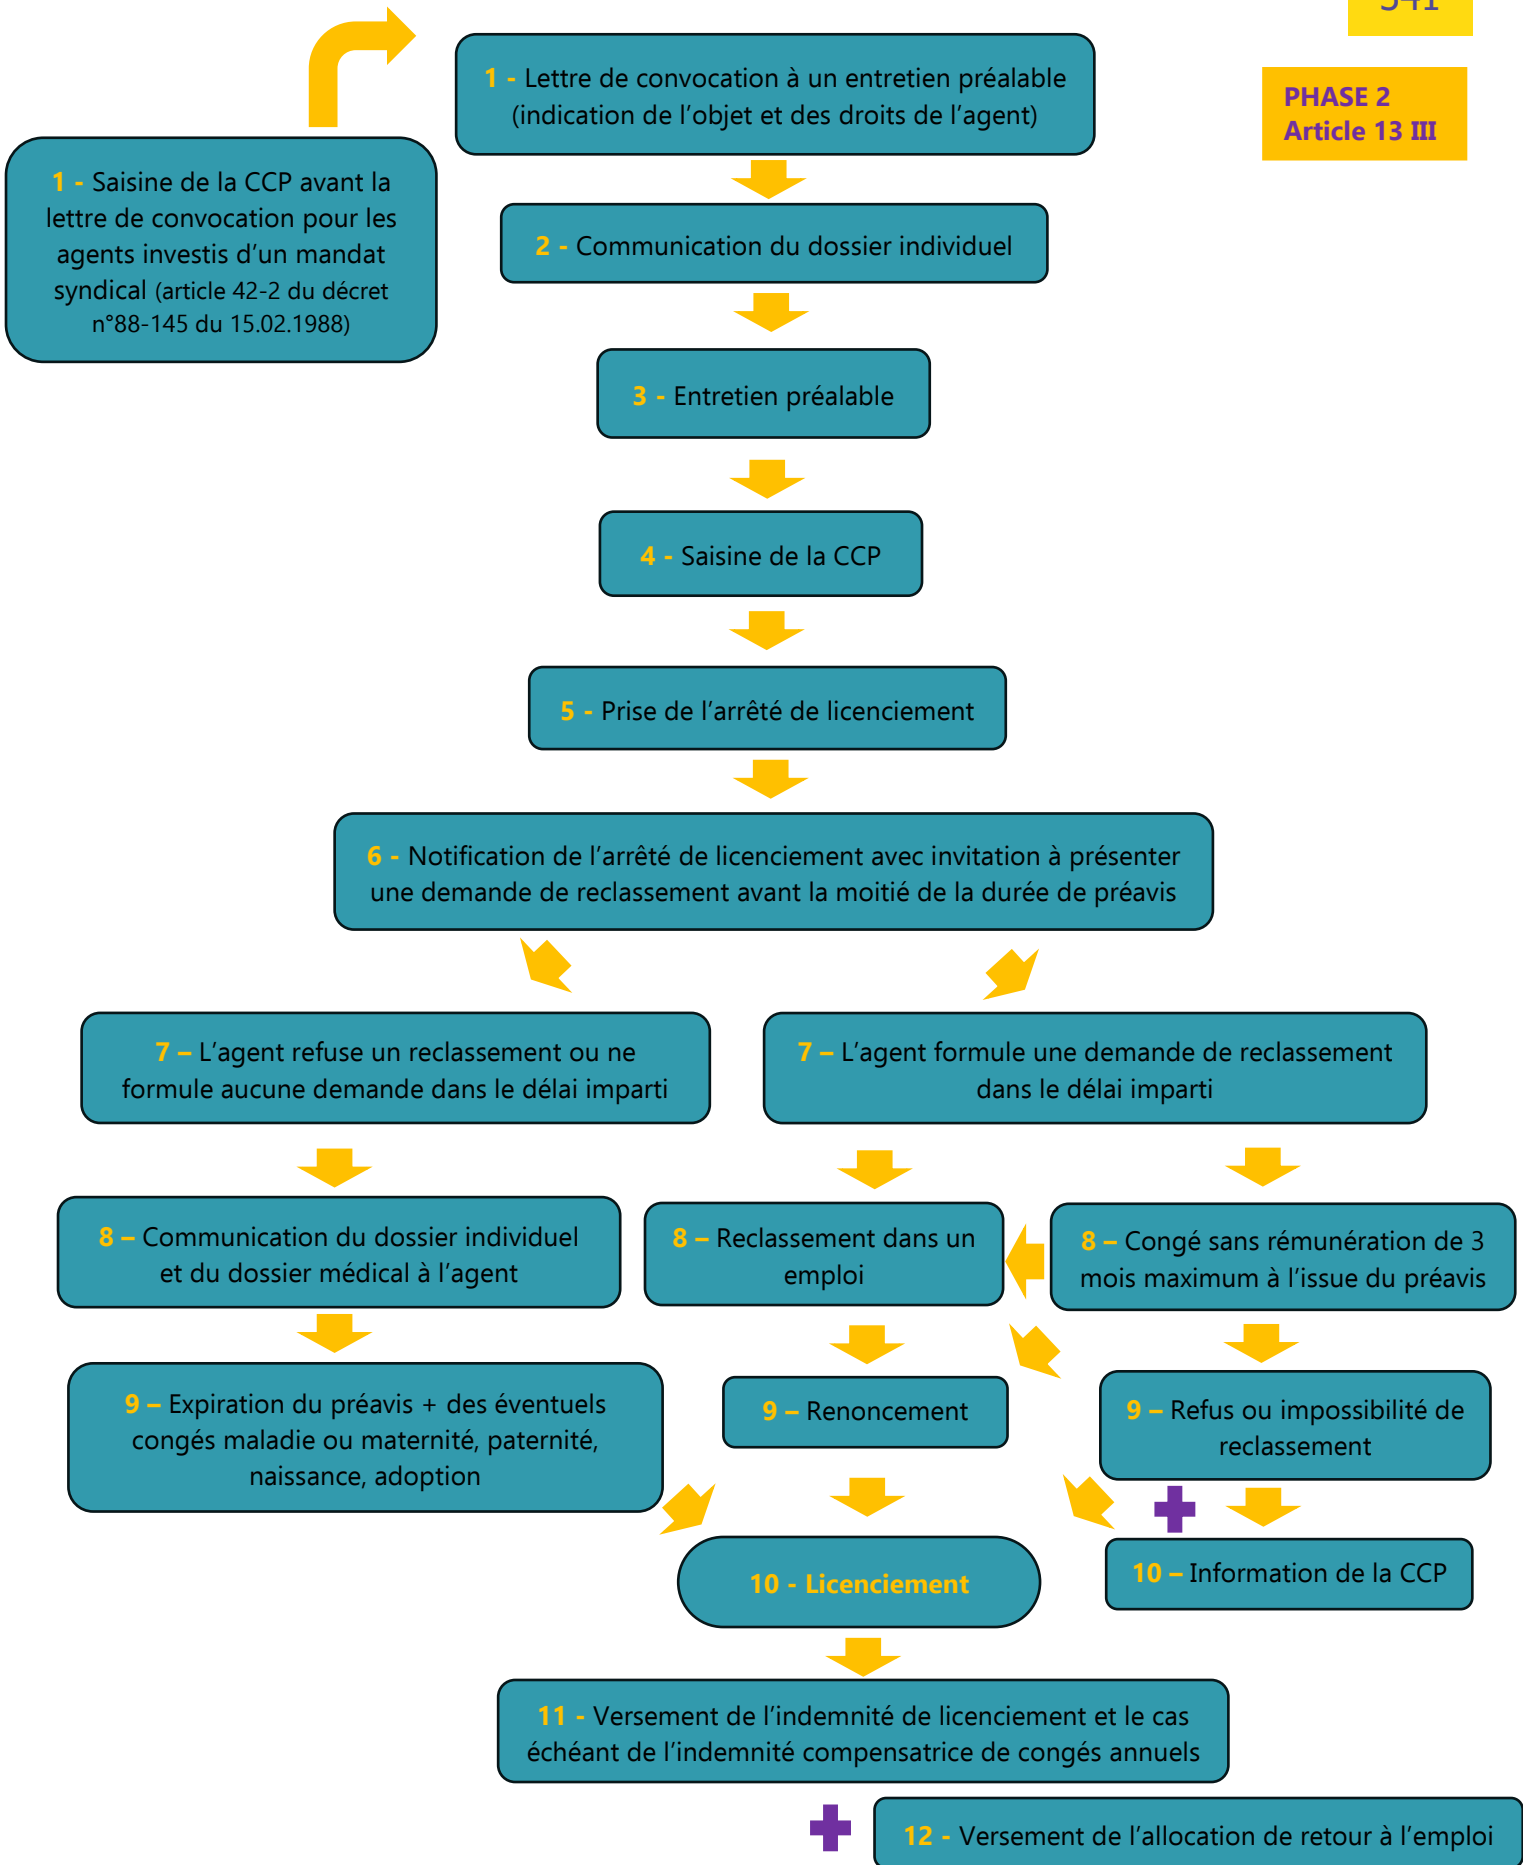 541
PHASE 2
Article 13 III
1 - Lettre de convocation à un entretien préalable
(indication de l'objet et des droits de l'agent)
1 - Saisine de la CCP avant la
lettre de convocation pour les
agents investis d'un mandat
syndical (article 42-2 du décret
n°88-145 du 15.02.1988)
2 - Communication du dossier individuel
3 - Entretien préalable
4 - Saisine de la CCP
5 - Prise de l'arrêté de licenciement
6 - Notification de l'arrêté de licenciement avec invitation à présenter
une demande de reclassement avant la moitié de la durée de préavis
7 – L'agent refuse un reclassement ou ne
formule aucune demande dans le délai imparti
7 – L'agent formule une demande de reclassement
dans le délai imparti
8 – Communication du dossier individuel
et du dossier médical à l'agent
8 – Reclassement dans un
emploi
8 – Congé sans rémunération de 3
mois maximum à l'issue du préavis
9 – Expiration du préavis + des éventuels
congés maladie ou maternité, paternité,
naissance, adoption
9 – Renoncement
9 – Refus ou impossibilité de
reclassement
10 - Licenciement
10 – Information de la CCP
11 - Versement de l'indemnité de licenciement et le cas
échéant de l'indemnité compensatrice de congés annuels
12 - Versement de l'allocation de retour à l'emploi